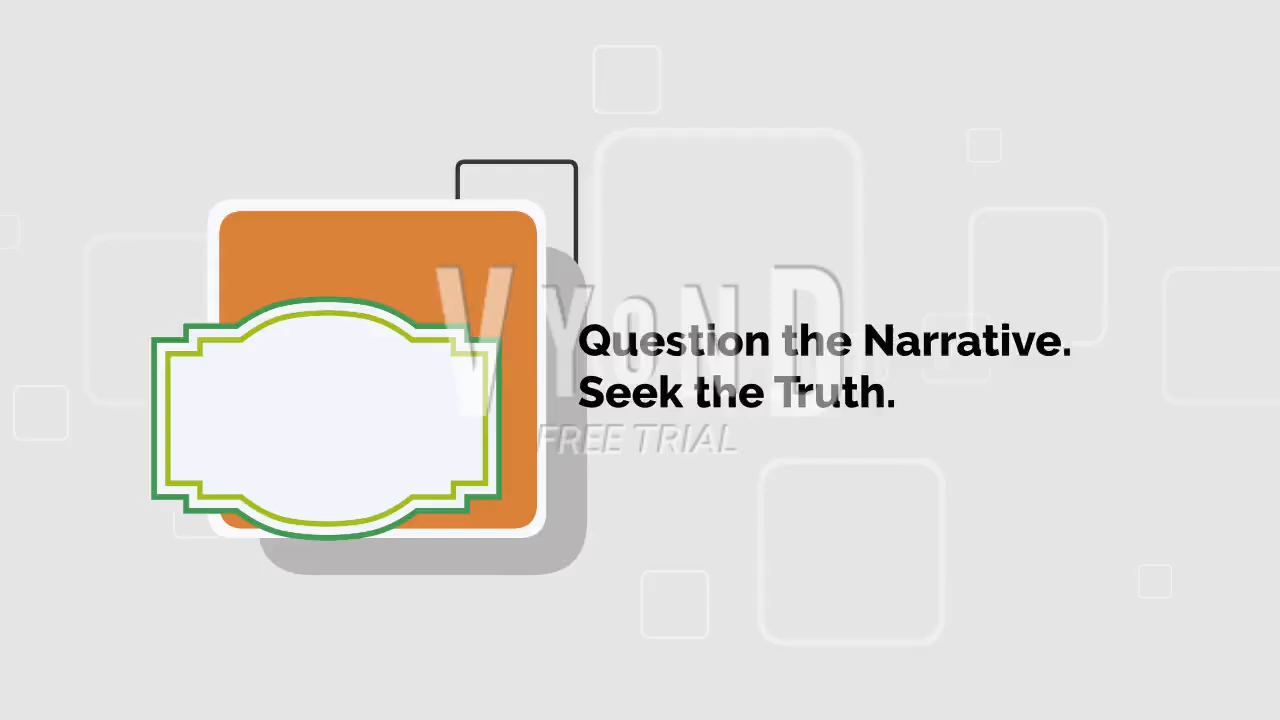 Question the Narrative.
Seek the Truth.
VYoND
FREE TRIAL